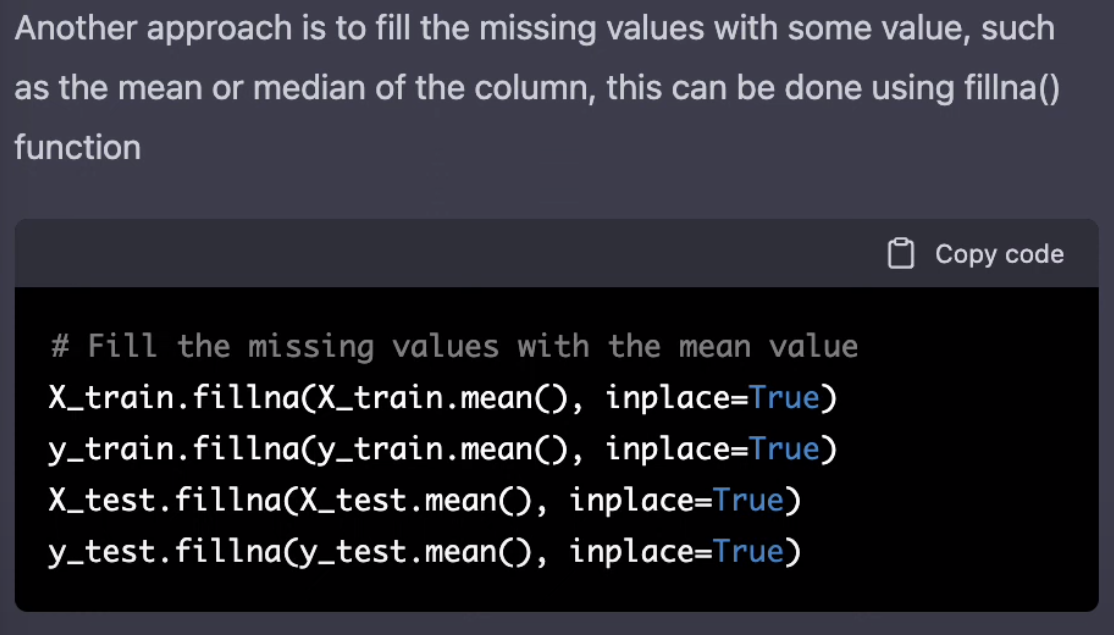 Another approach is to fill the missing values with some value, such
as the mean or median of the column, this can be done using fillna()
function
Copy code
# Fill the missing values with the mean value
X_train.fillna(X_train.mean(), inplace=True)
y_train.fillna(y_train.mean(), inplace=True)
X_test.fillna(X_test.mean(), inplace=True)
y_test.fillna(y_test.mean(), inplace=True)